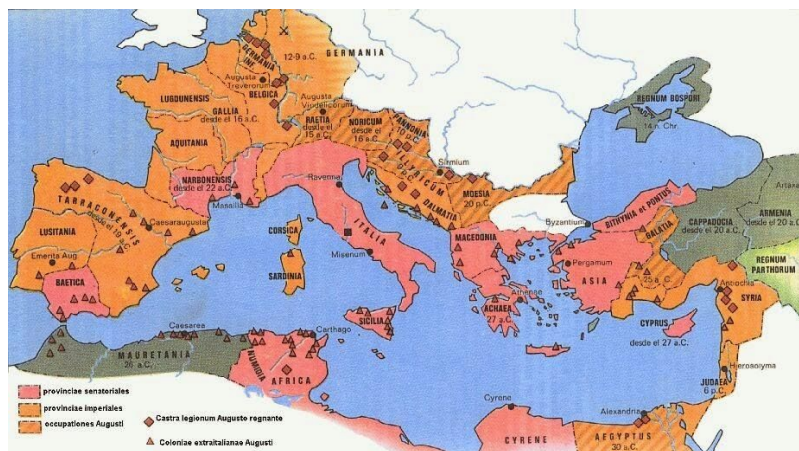 12-9 a.C.
GERMANIA
GERMANIA
INF.
Augusta
Treverorum
BELGICA
LUGDUNENSIS
GALLIA
desde el 16 a.C.
Augusta
Vindelicorum
RAETIA
desde el
15 a.C.
NORICUM
desde el
16 a.C.
PANNONIA
10 p.C.
ILLYRICUM
AQUITANIA
NARBONENSIS
desde el 22 a.C.
Massilia
Ravenna
Sirmium
MOESIA
20 p.C.
DALMATIA
REGNUM BOSPORI
14 n. Chr.
TARRACONENSIS
desde el 19 a.C.
Caesaraugusta
LUSITANIA
Emerita Aug.
BAETICA
CORSICA
SARDINIA
ITALIA
Misenum
MACEDONIA
Byzantium
BITHYNIA et PONTUS
GALATIA
25 a.C.
CAPPADOCIA
desde el 20 a.C.
ARMENIA
desde el 20 a.C.
REGNUM
PARTHORUM
Pergamum
ASIA
Athenae
ACHAEA
27 a.C.
SICILIA
Carthago
Caesarea
MAURETANIA
NUMIDIA
AFRICA
CYPRUS
desde el 27 a.C.
Antiochia
SYRIA
Hierosolyma
JUDAEA
6 p.C.
Cyrene
CYRENE
Alexandria
AEGYPTUS
30 a.C.
provinciae senatoriales
provinciae imperiales
occupationes Augusti
Castra legionum Augusto regnante
Coloniae extraitalianae Augusti